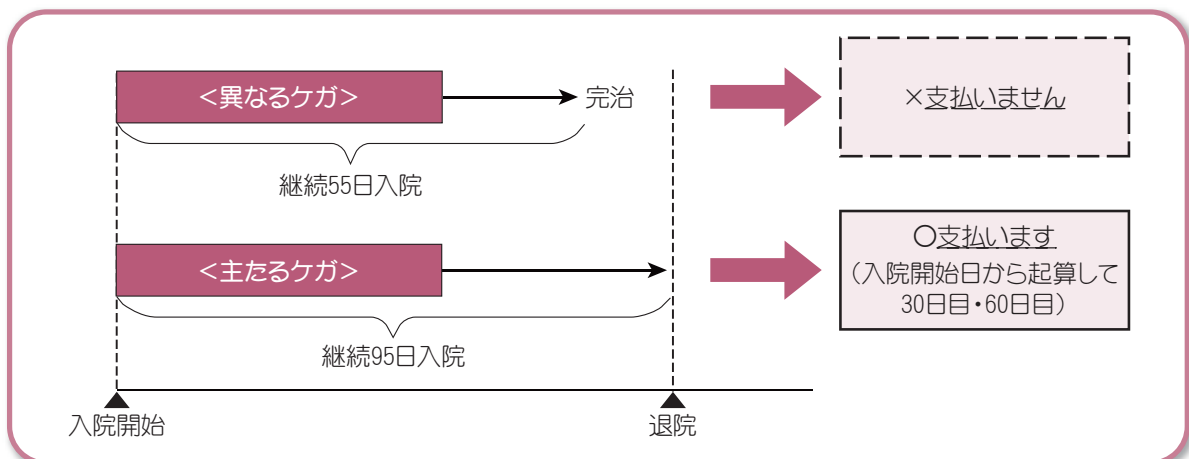 <異なるケガ>
完治
×支払いません
継続55日入院
<主たるケガ>
〇支払います
（入院開始日から起算して
30日目・60日目）
継続95日入院
入院開始
退院